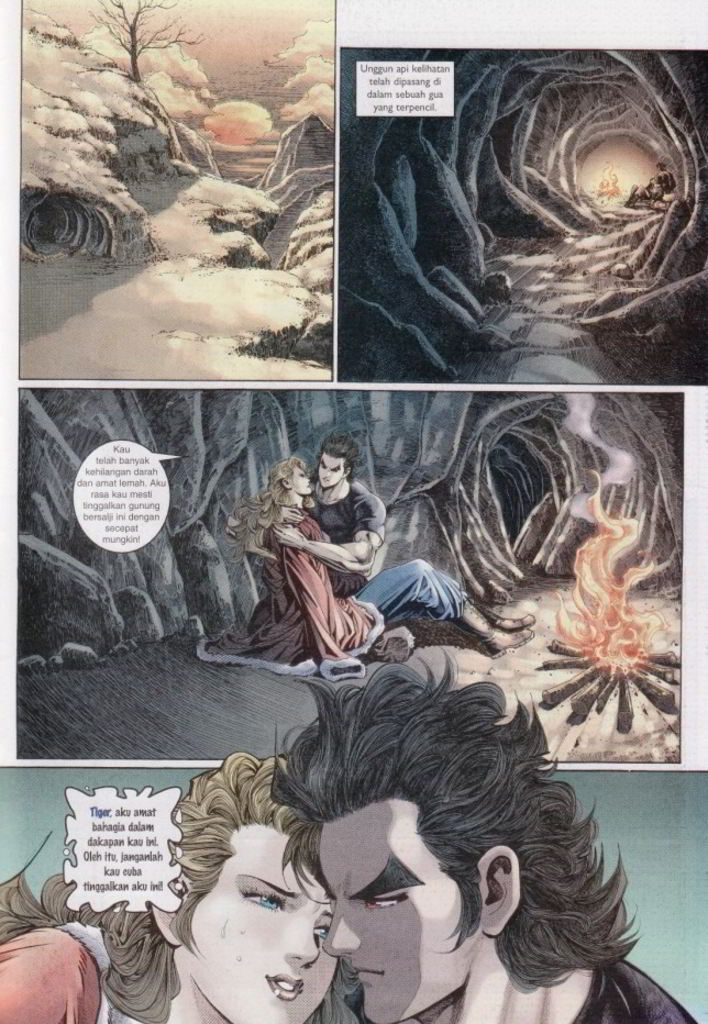 Unggun api kelihatan
telah dipasang di
dalam sebuah gua
yang terpencil.
Kau
telah banyak
kehilangan darah
dan amat lemah. Aku
rasa kau mesti
tinggalkan gunung
bersalji ini dengan
secepat
mungkin!
Tiger, aku amat
bahagia dalam
dakapan kau ini.
Oleh itu, janganlah
kau cuba
tinggalkan aku ini!